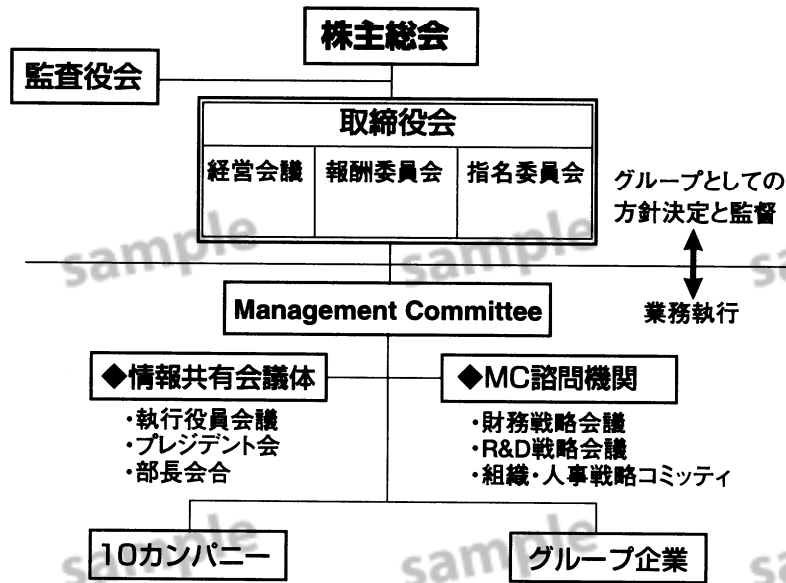 株主総会
監査役会
取締役会
経営会議
報酬委員会
指名委員会
グループとしての
方針決定と監督
業務執行
Management Committee
◆情報共有会議体
・執行役員会議
・プレジデント会
・部長会合
◆MC諮問機関
・財務戦略会議
・R&D戦略会議
・組織・人事戦略コミッティ
10カンパニー
グループ企業
sample
sample
sample
sample